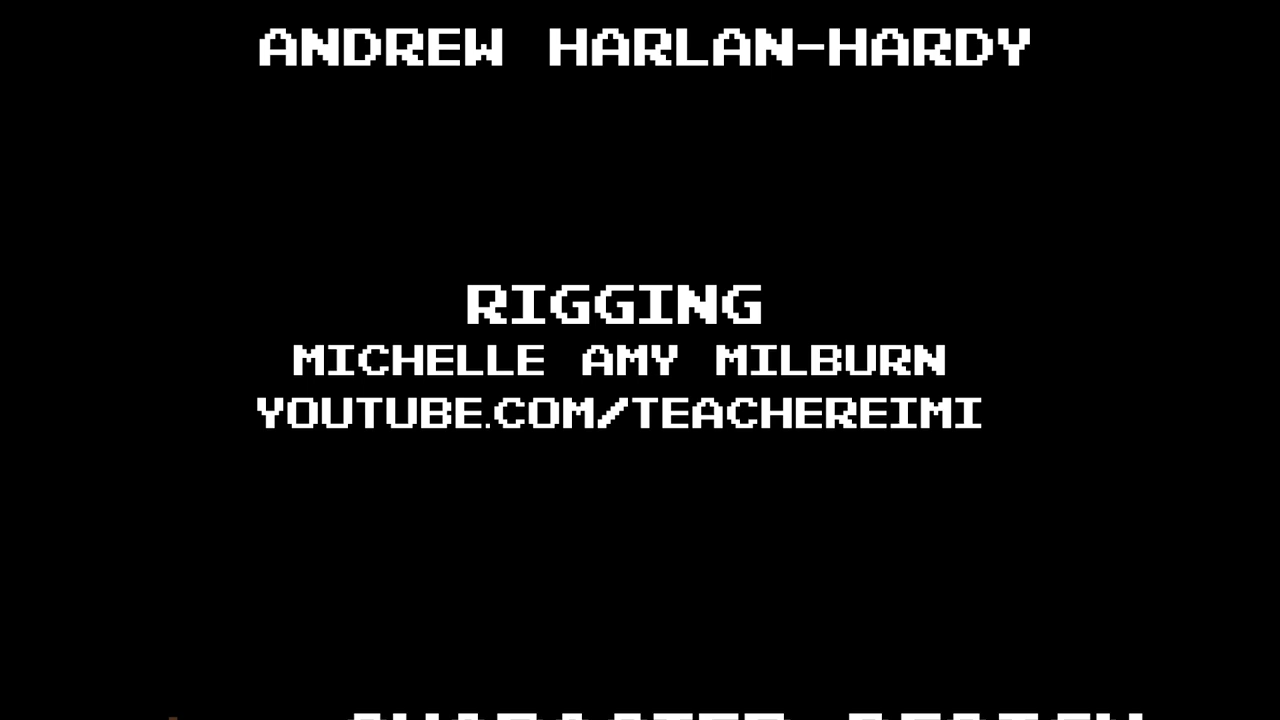 ANDREW HARLAN-HARDY
RIGGING
MICHELLE AMY MILBURN
YOUTUBE.COM/TEACHEREIMI